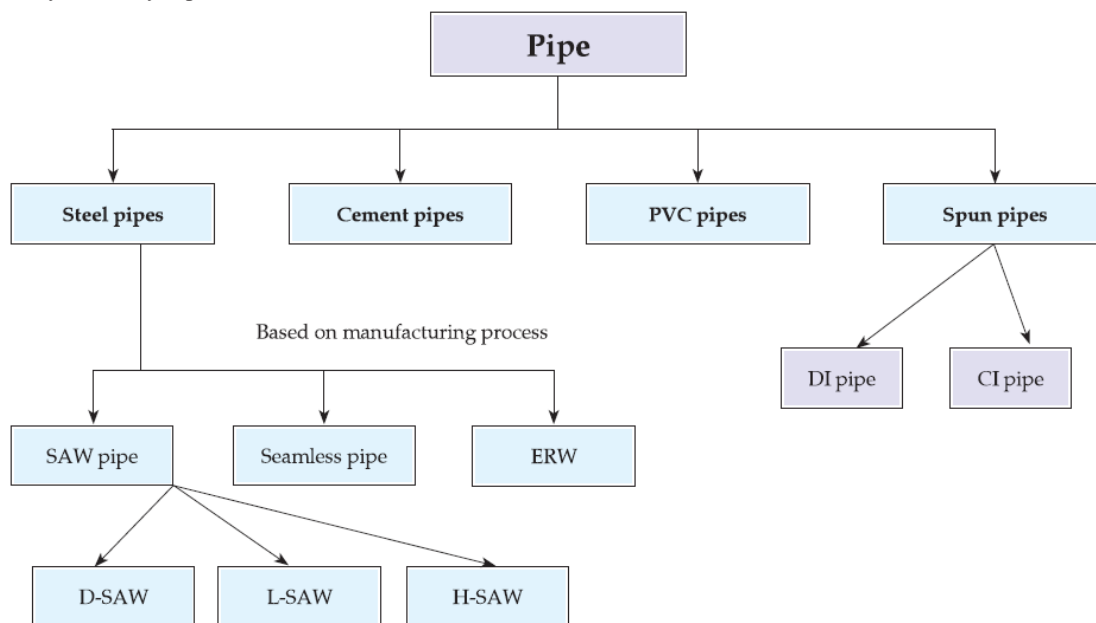 Pipe
Steel pipes
Cement pipes
PVC pipes
Spun pipes
Based on manufacturing process
DI pipe
CI pipe
SAW pipe
Seamless pipe
ERW
D-SAW
L-SAW
H-SAW